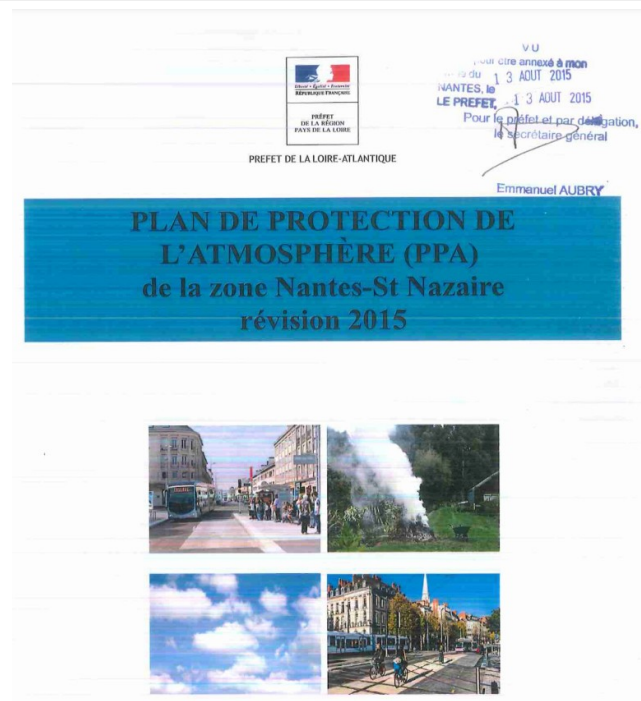 Liberté • Égalité • Fraternité
RÉPUBLIQUE FRANÇAISE
PRÉFET
DE LA RÉGION
PAYS DE LA LOIRE
PREFET DE LA LOIRE-ATLANTIQUE
VU
pour être annexé à mon
du 13 AOUT 2015
NANTES, le
LE PREFET, 13 AOUT 2015
Pour le préfet et par délégation,
le secrétaire général
Emmanuel AUBRY
PLAN DE PROTECTION DE
L'ATMOSPHÈRE (PPA)
de la zone Nantes-St Nazaire
révision 2015